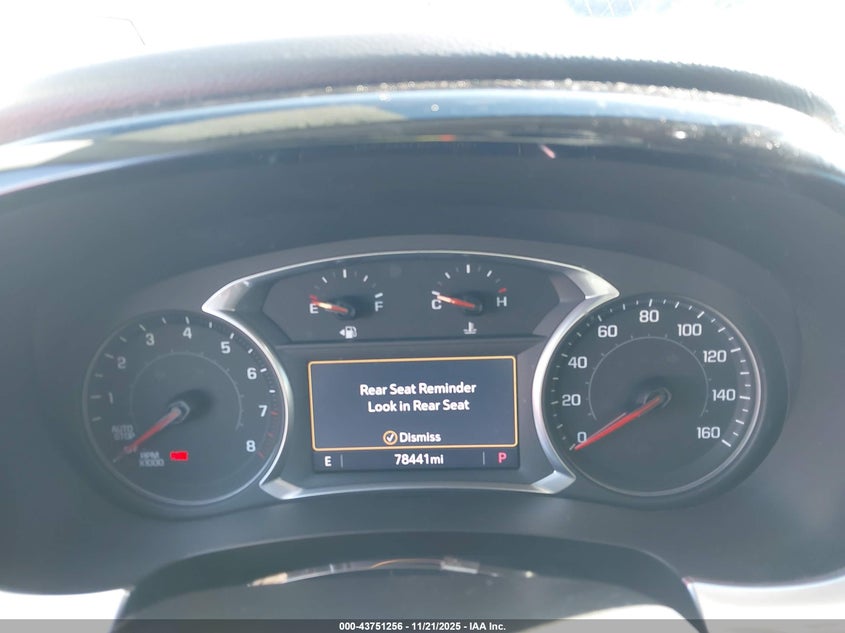 E F
C H
1 2 3 4 5 6 7 8
AUTO
STOP
RPM
X1000
Rear Seat Reminder
Look in Rear Seat
Dismiss
E 78441mi P
0 20 40 60 80 100 120 140 160
000-43751256 - 11/21/2025 - IAA Inc.